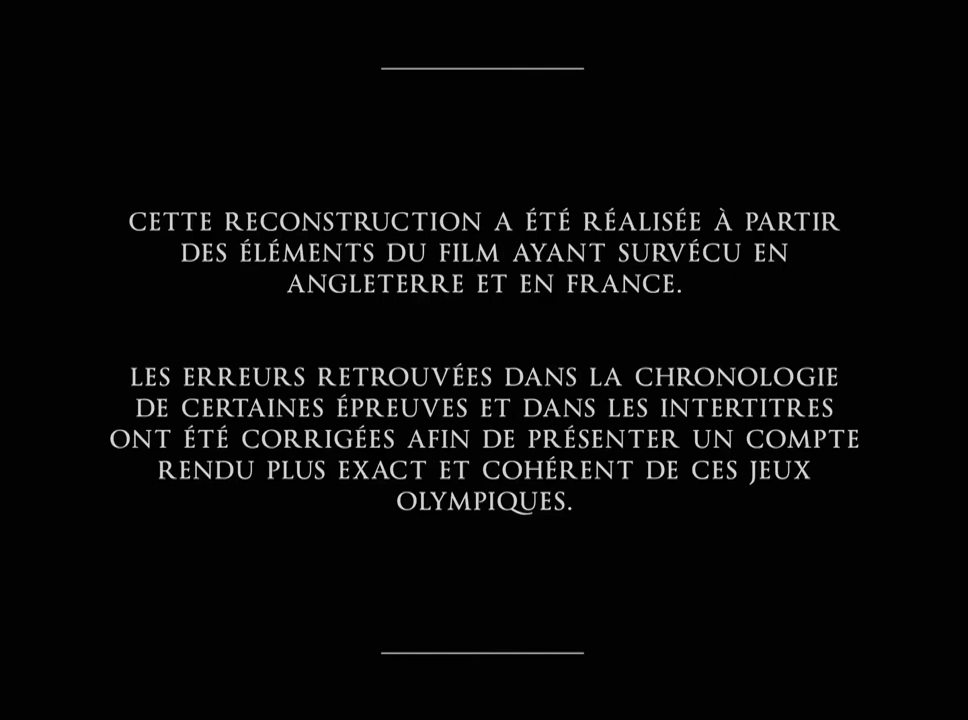 CETTE RECONSTRUCTION A ÉTÉ RÉALISÉE À PARTIR
DES ÉLÉMENTS DU FILM AYANT SURVÉCU EN
ANGLETERRE ET EN FRANCE.
LES ERREURS RETROUVÉES DANS LA CHRONOLOGIE
DE CERTAINES ÉPREUVES ET DANS LES INTERTITRES
ONT ÉTÉ CORRIGÉES AFIN DE PRÉSENTER UN COMPTE
RENDU PLUS EXACT ET COHÉRENT DE CES JEUX
OLYMPIQUES.